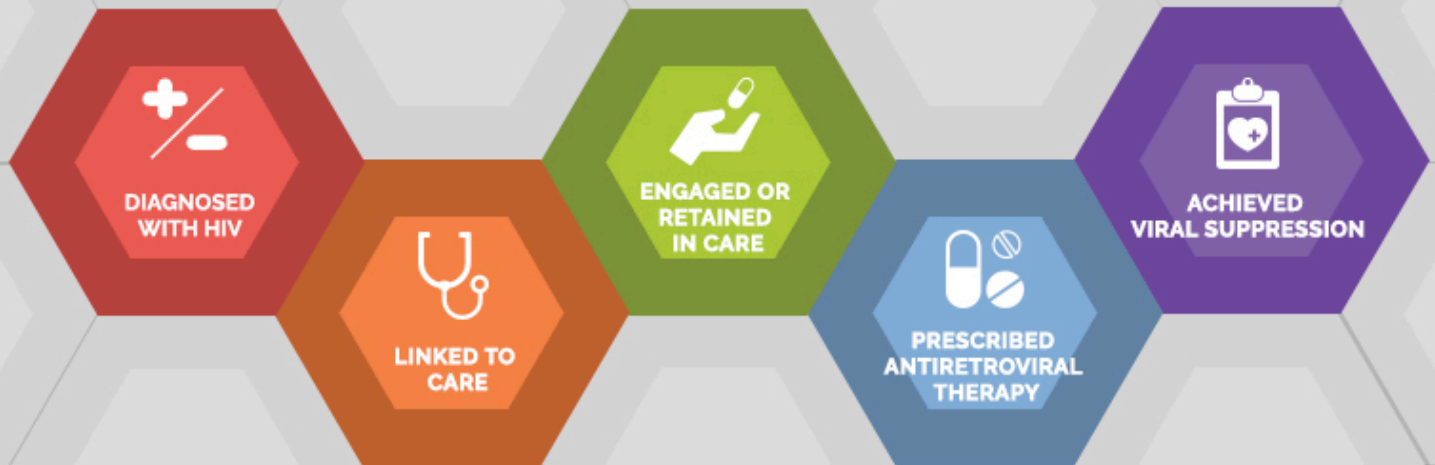 DIAGNOSED
WITH HIV
LINKED TO
CARE
ENGAGED OR
RETAINED
IN CARE
PRESCRIBED
ANTIRETROVIRAL
THERAPY
ACHIEVED
VIRAL SUPPRESSION